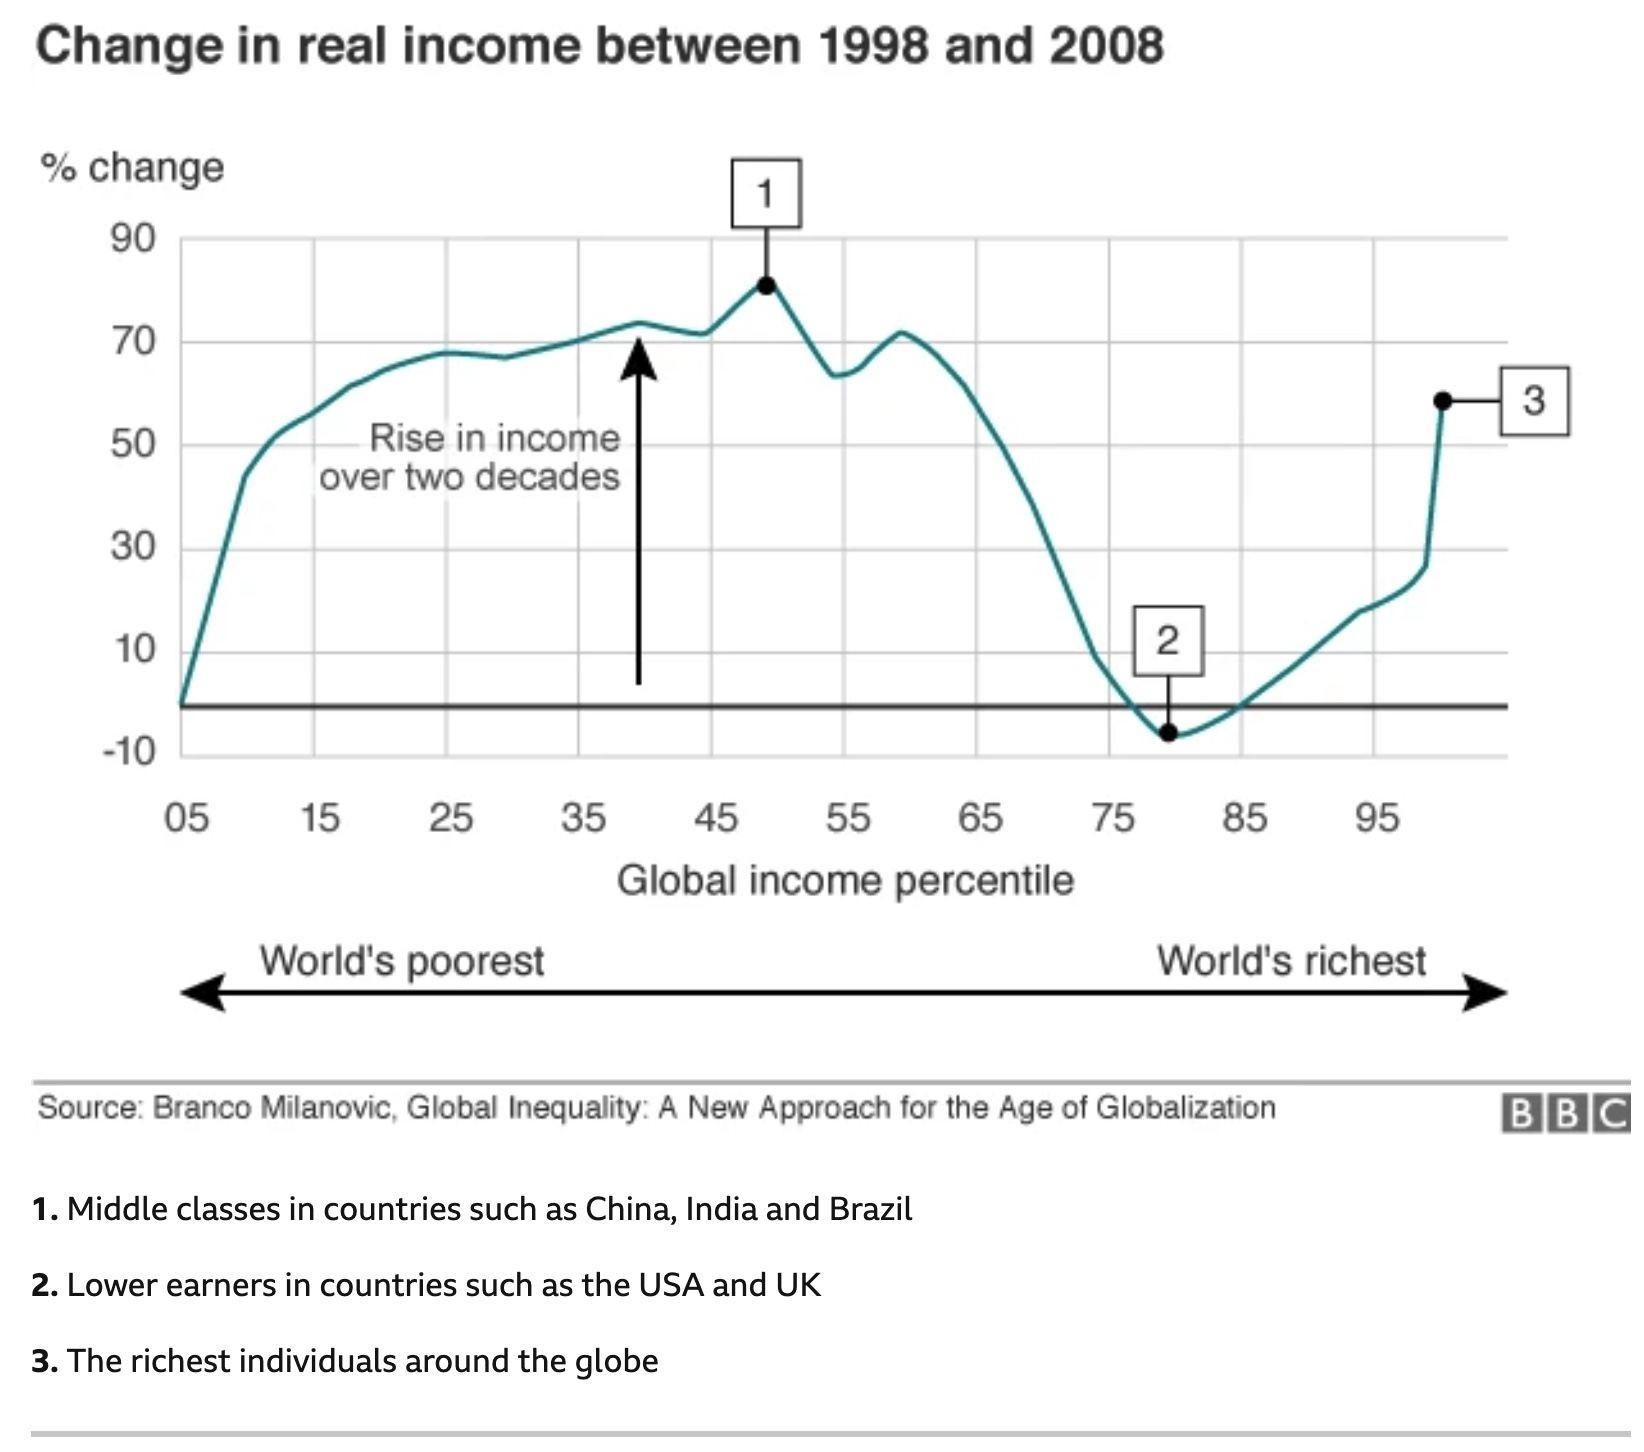 Change in real income between 1998 and 2008
% change
1
90
70
3
Rise in income
over two decades
50
30
2
10
-10
05 15 25 35 45 55 65 75 85 95
Global income percentile
World's poorest World's richest
Source: Branco Milanovic, Global Inequality: A New Approach for the Age of Globalization
BBC
1. Middle classes in countries such as China, India and Brazil
2. Lower earners in countries such as the USA and UK
3. The richest individuals around the globe